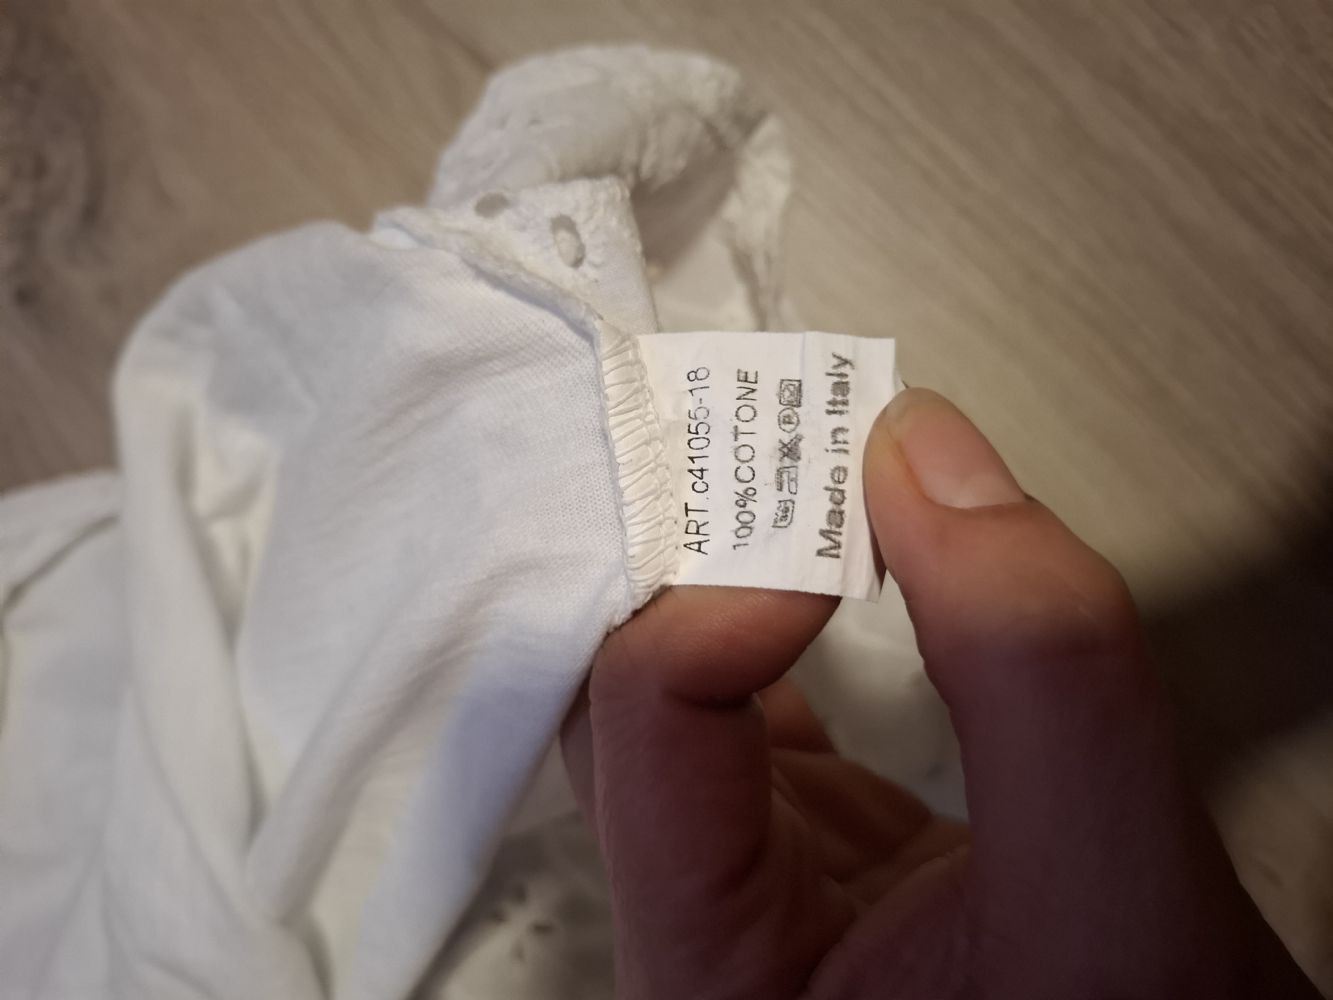 ART.c41055-18
100%COTONE
Made in Italy